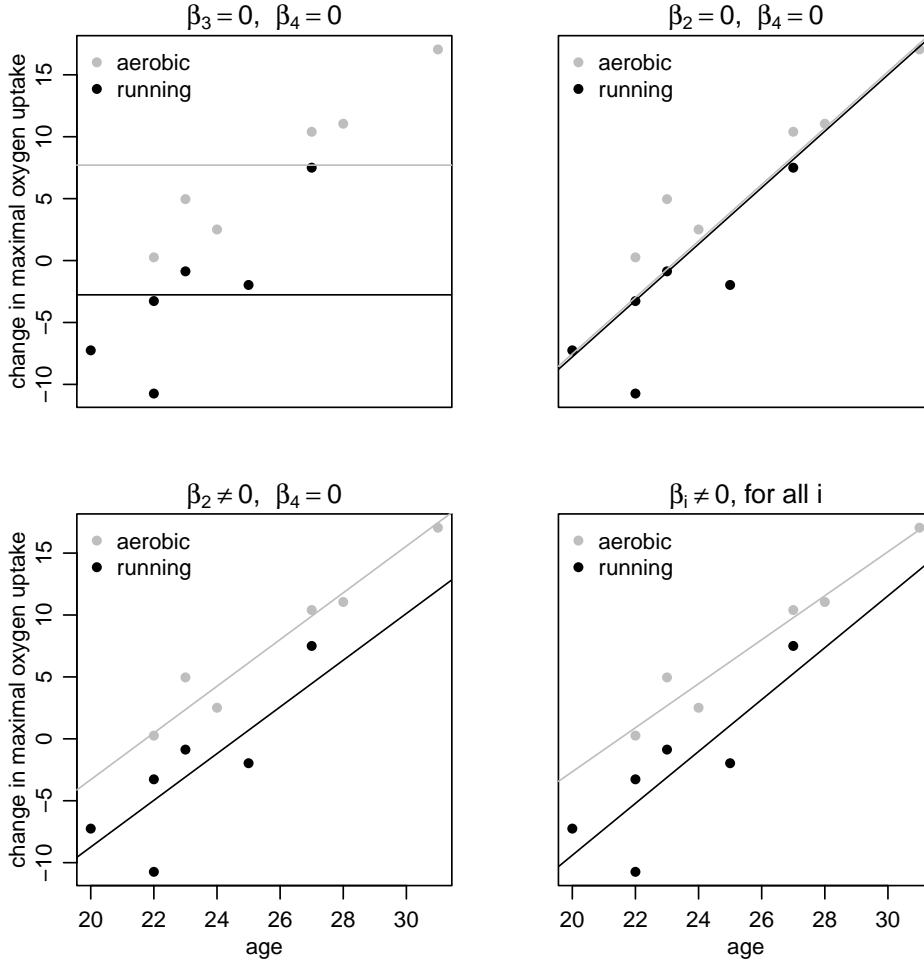 β3 = 0, β4 = 0
β2 = 0, β4 = 0
aerobic
running
aerobic
running
15
10
5
0
−5
−10
change in maximal oxygen uptake
β2 ≠ 0, β4 = 0
βi ≠ 0, for all i
aerobic
running
aerobic
running
15
10
5
0
−5
−10
change in maximal oxygen uptake
20 22 24 26 28 30
20 22 24 26 28 30
age
age